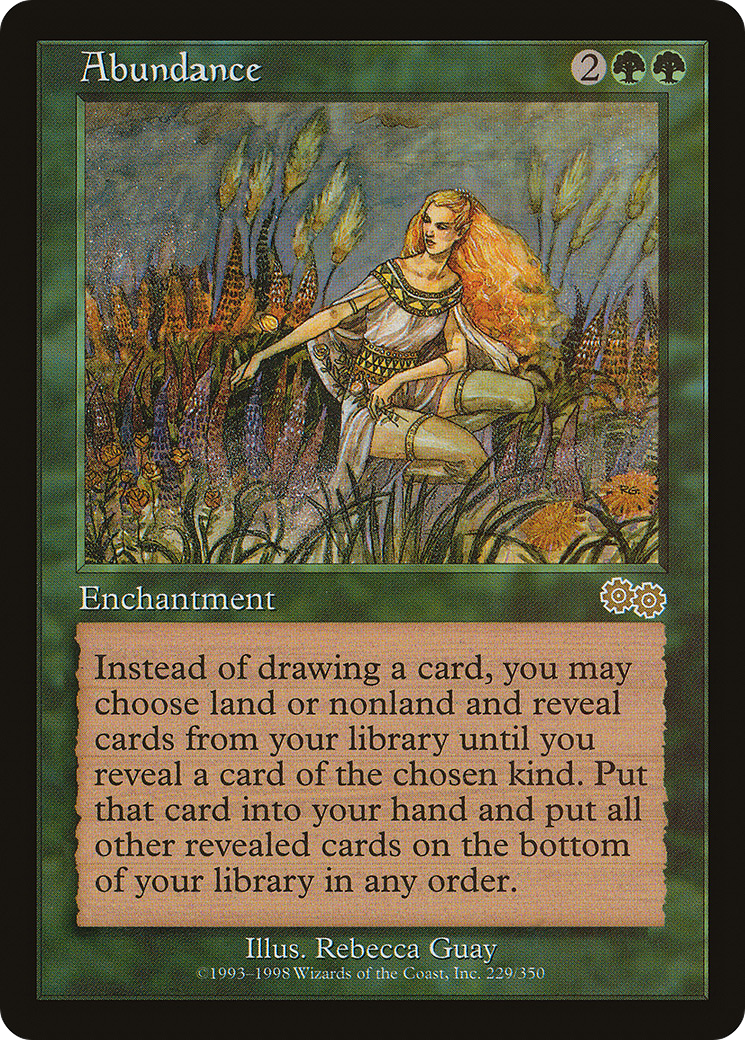 Abundance 2
Enchantment
Instead of drawing a card, you may
choose land or nonland and reveal
cards from your library until you
reveal a card of the chosen kind. Put
that card into your hand and put all
other revealed cards on the bottom
of your library in any order.
RG
Illus. Rebecca Guay
©1993–1998 Wizards of the Coast, Inc. 229/350